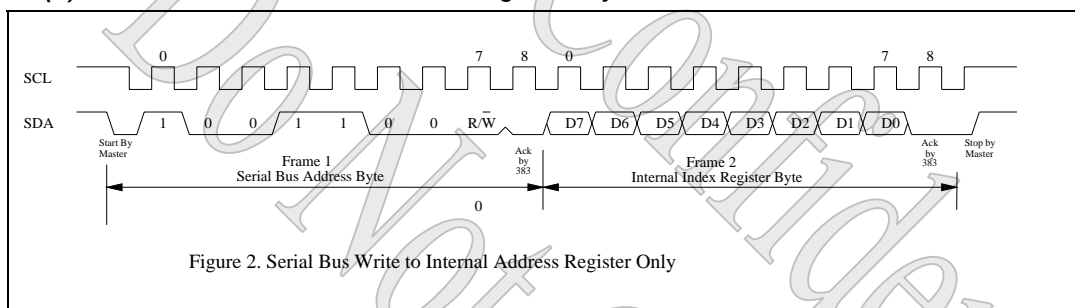 0 7 8 0 7 8
SCL
SDA 1 0 0 1 1 0 0 R/W D7 D6 D5 D4 D3 D2 D1 D0
Start By
Master
Ack
by
383
Ack
by
383
Stop by
Master
Frame 1
Serial Bus Address Byte
Frame 2
Internal Index Register Byte
0
Figure 2. Serial Bus Write to Internal Address Register Only
Do Not
Confide